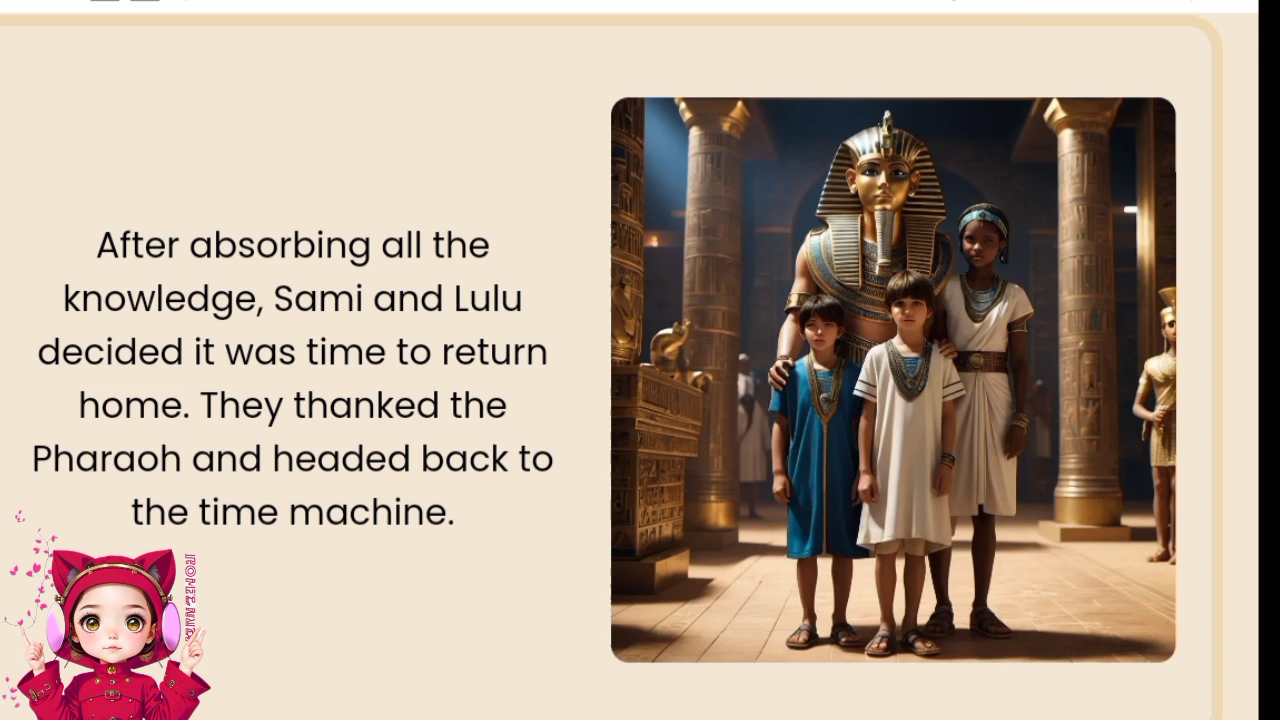 After absorbing all the
knowledge, Sami and Lulu
decided it was time to return
home. They thanked the
Pharaoh and headed back to
the time machine.